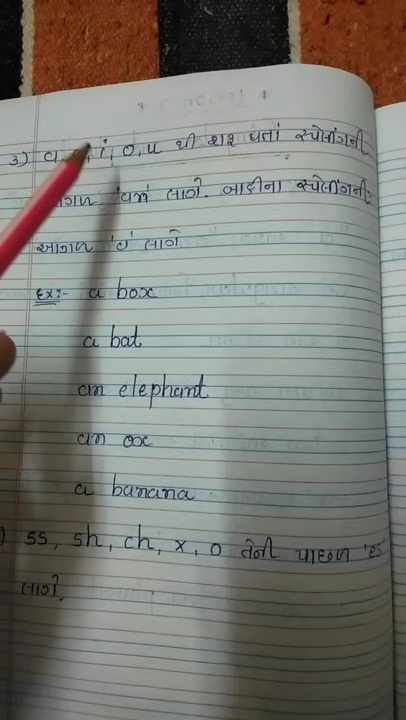 3) a, e, i, o, u થી શરૂ થતાં સ્પેલીંગની
આગળ 'an' લાગે. બાકીના સ્પેલીંગની
આગળ 'a' લાગે
Ex:- a box
a bat
an elephant
an ox
a banana
) ss, sh, ch, x, o તેની પાછળ 'es'
લાગે.